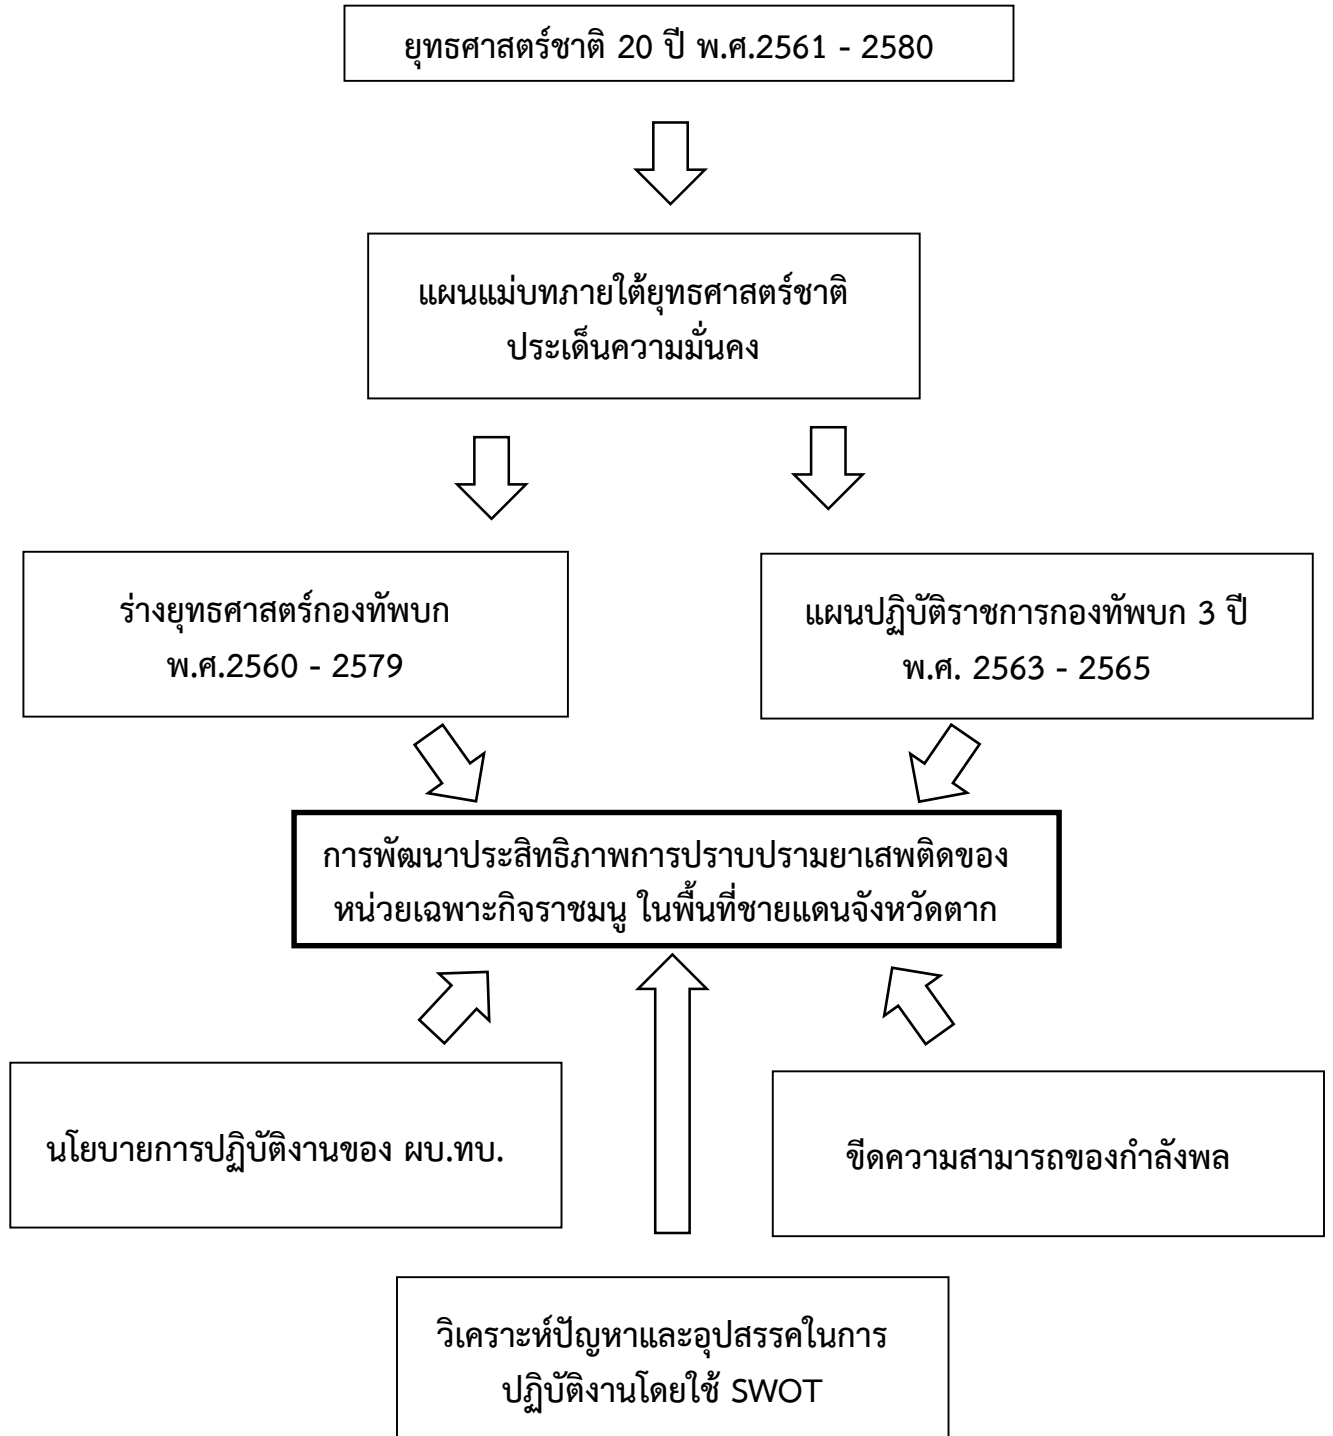 ยุทธศาสตร์ชาติ 20 ปี พ.ศ.2561 - 2580
แผนแม่บทภายใต้ยุทธศาสตร์ชาติ
ประเด็นความมั่นคง
ร่างยุทธศาสตร์กองทัพบก
พ.ศ.2560 - 2579
แผนปฏิบัติราชการกองทัพบก 3 ปี
พ.ศ. 2563 - 2565
การพัฒนาประสิทธิภาพการปราบปรามยาเสพติดของ
หน่วยเฉพาะกิจราชมนู ในพื้นที่ชายแดนจังหวัดตาก
นโยบายการปฏิบัติงานของ ผบ.ทบ.
ขีดความสามารถของกำลังพล
วิเคราะห์ปัญหาและอุปสรรคในการ
ปฏิบัติงานโดยใช้ SWOT